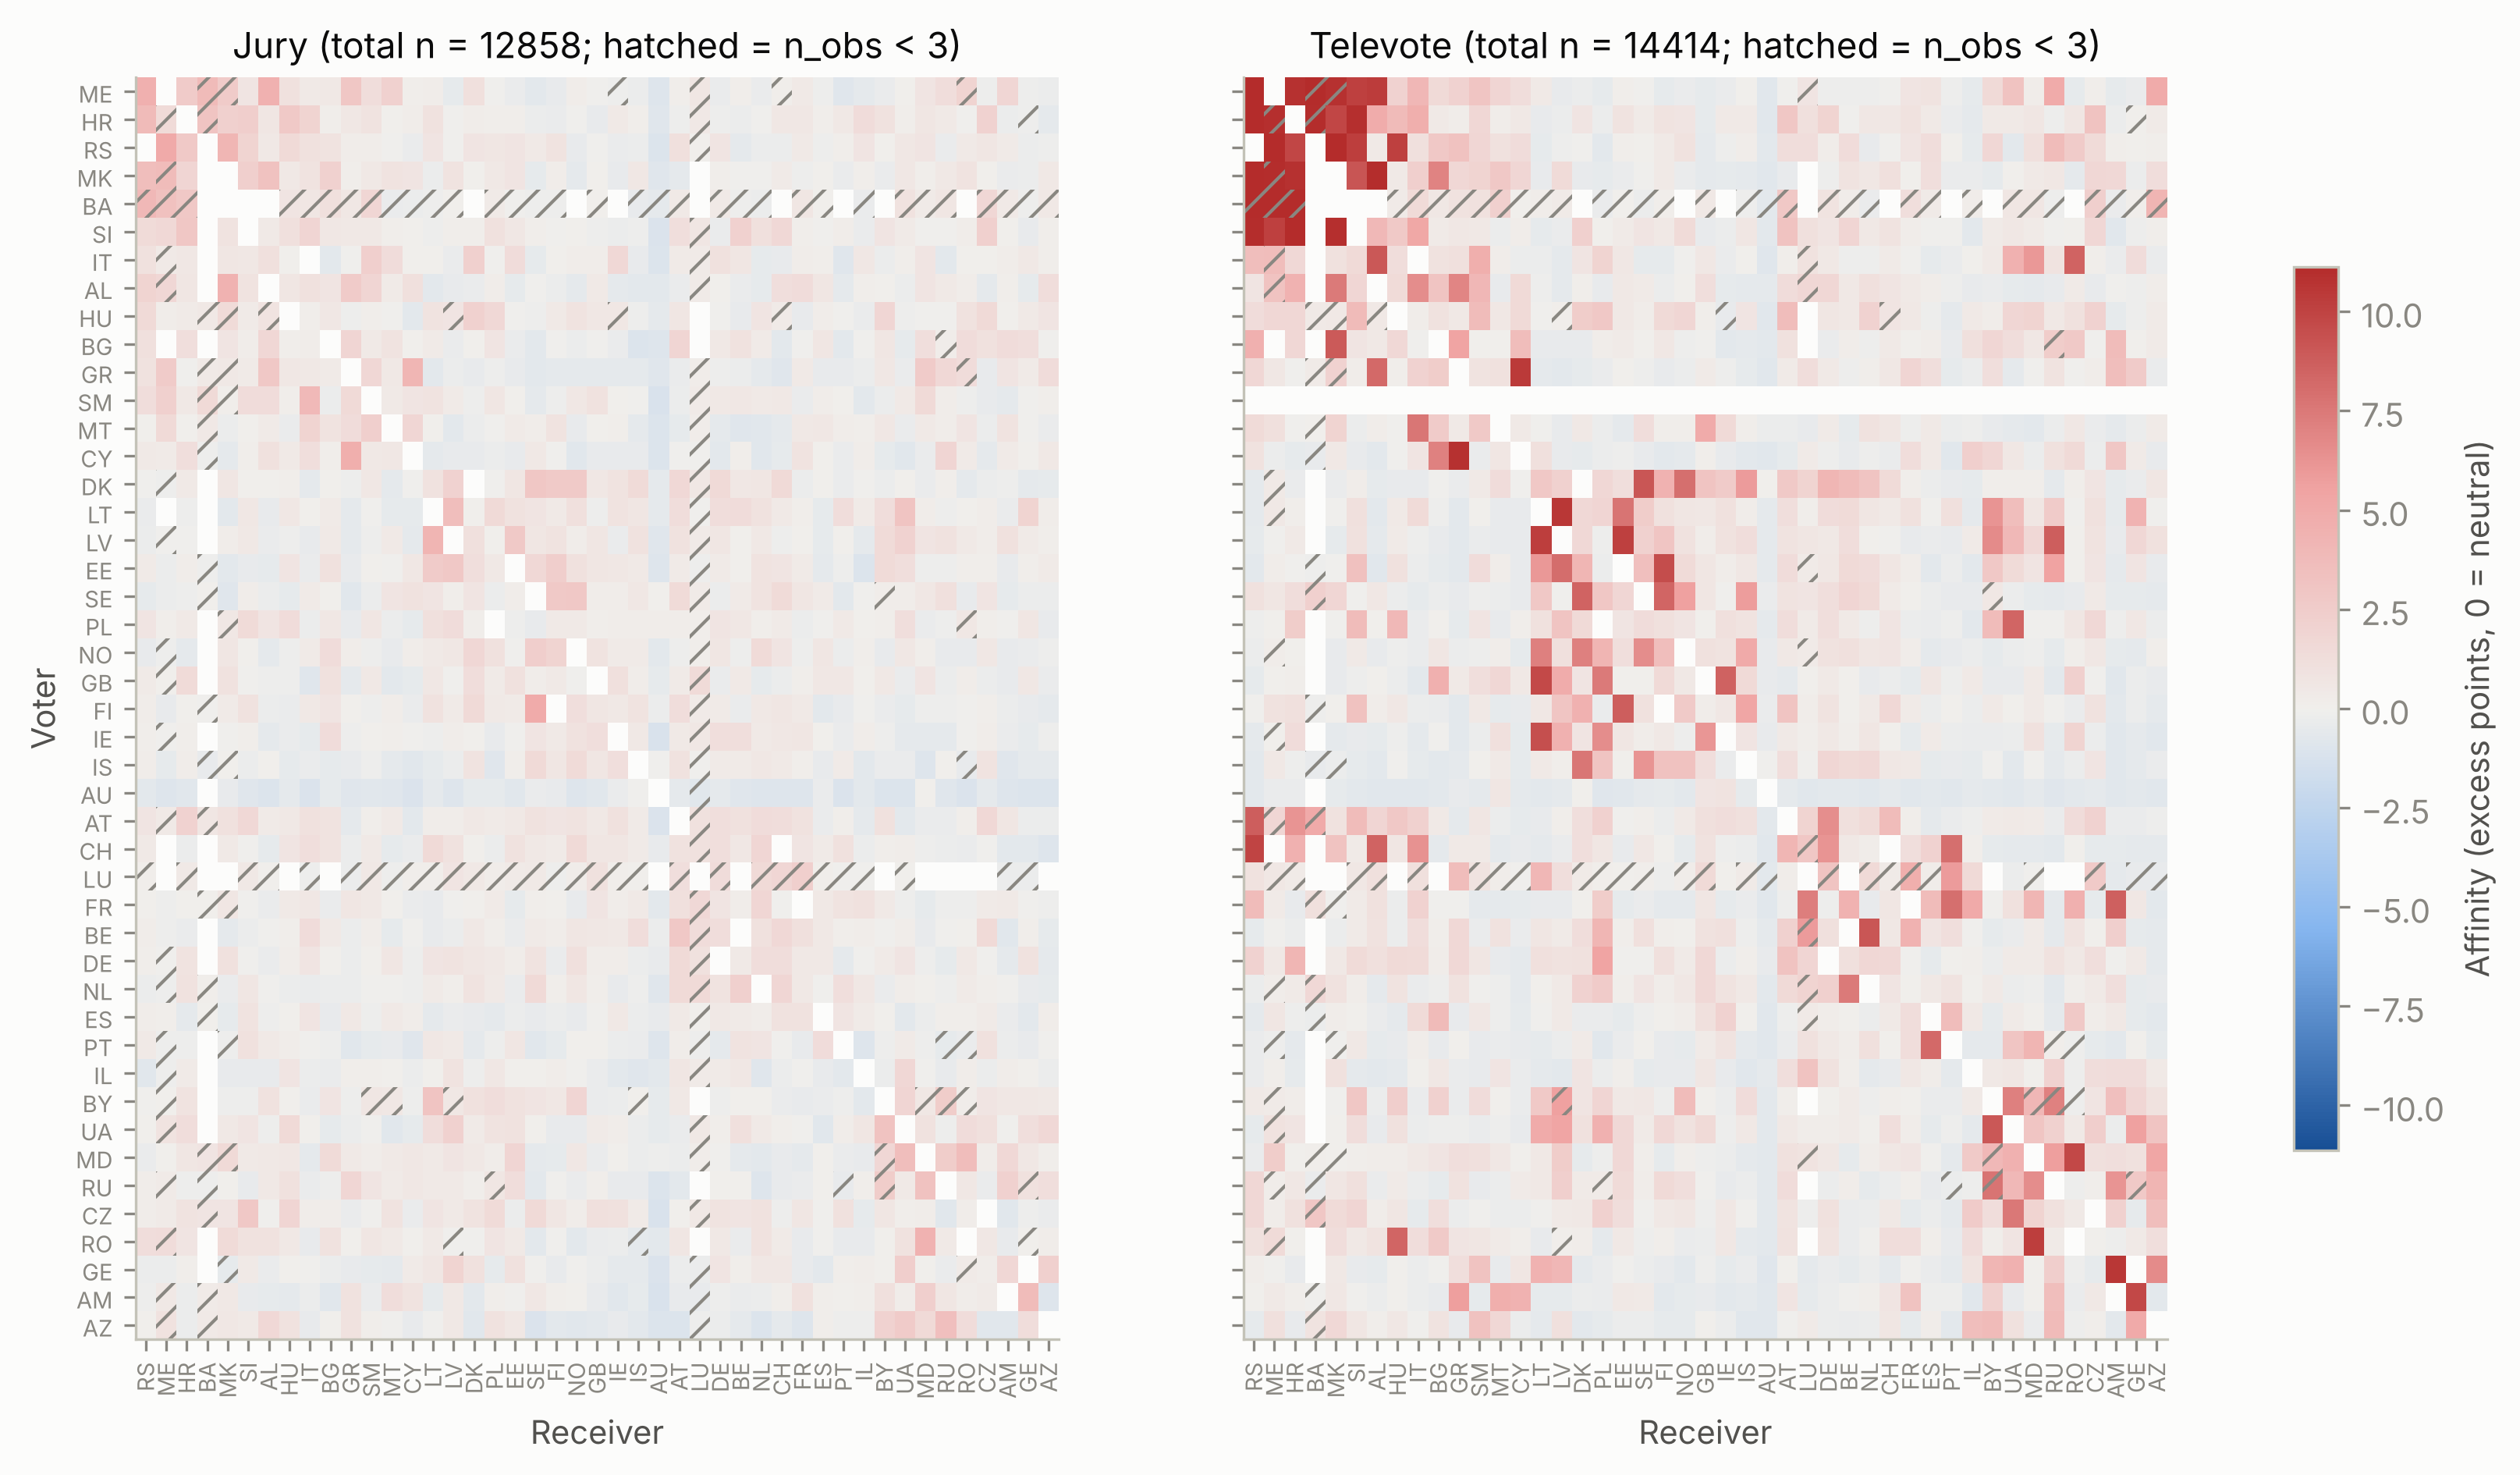 Jury (total n = 12858; hatched = n_obs < 3)
Televote (total n = 14414; hatched = n_obs < 3)
Voter
ME
HR
RS
MK
BA
SI
IT
AL
HU
BG
GR
SM
MT
CY
DK
LT
LV
EE
SE
PL
NO
GB
FI
IE
IS
AU
AT
CH
LU
FR
BE
DE
NL
ES
PT
IL
BY
UA
MD
RU
CZ
RO
GE
AM
AZ
RS ME HR BA MK SI AL HU IT BG GR SM MT CY LT LV DK PL EE SE FI NO GB IE IS AU AT LU DE BE NL CH FR ES PT IL BY UA MD RU RO CZ AM GE AZ
Receiver
RS ME HR BA MK SI AL HU IT BG GR SM MT CY LT LV DK PL EE SE FI NO GB IE IS AU AT LU DE BE NL CH FR ES PT IL BY UA MD RU RO CZ AM GE AZ
Receiver
10.0
7.5
5.0
2.5
0.0
−2.5
−5.0
−7.5
−10.0
Affinity (excess points, 0 = neutral)